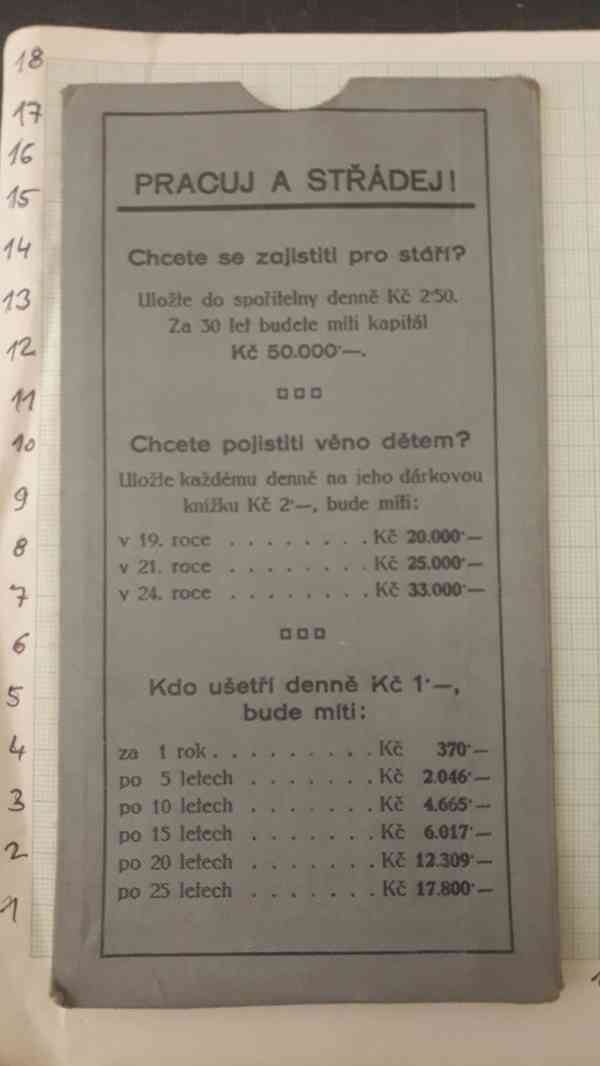 18
17
16
15
14
13
12
11
10
9
8
7
6
5
4
3
2
1
PRACUJ A STŘÁDEJ!
Chcete se zajistiti pro stáří?
Uložte do spořitelny denně Kč 2·50.
Za 30 let budete míti kapitál
Kč 50.000·—.
Chcete pojistiti věno dětem?
Uložte každému denně na jeho dárkovou
knížku Kč 2·—, bude míti:
v 19. roce . . . . . . . . Kč 20.000·—
v 21. roce . . . . . . . . Kč 25.000·—
v 24. roce . . . . . . . . Kč 33.000·—
Kdo ušetří denně Kč 1·—,
bude míti:
za 1 rok . . . . . . . . . Kč 370·—
po 5 letech . . . . . . . Kč 2.046·—
po 10 letech . . . . . . . Kč 4.665·—
po 15 letech . . . . . . . Kč 6.017·—
po 20 letech . . . . . . . Kč 12.309·—
po 25 letech . . . . . . . Kč 17.800·—